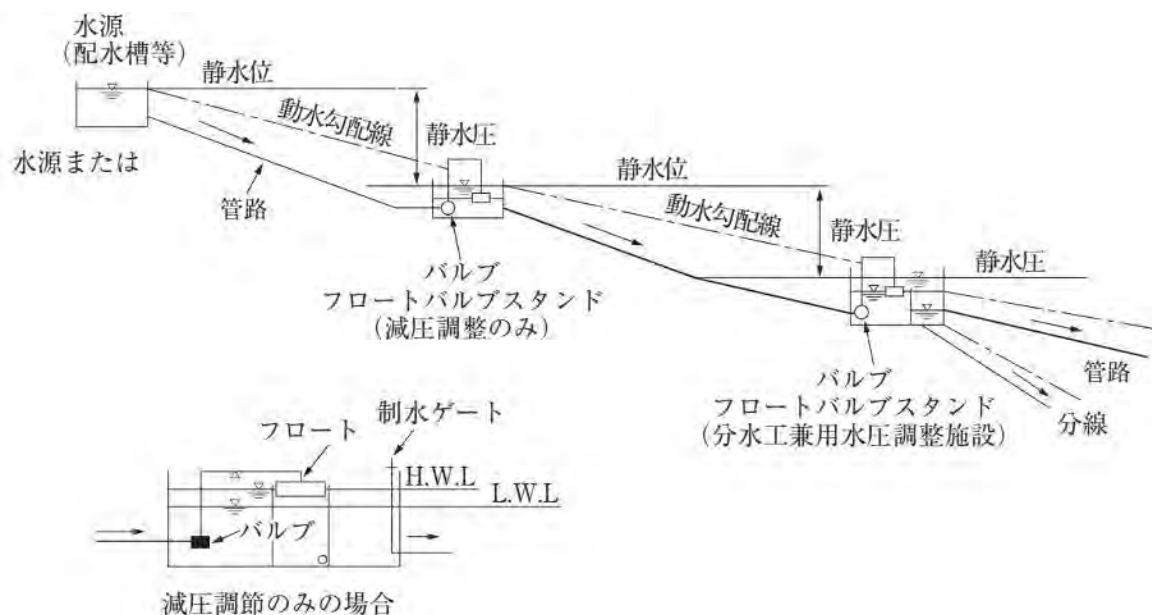 水源
(配水槽等)
静水位
動水勾配線
静水圧
水源または
管路
静水位
動水勾配線
静水圧
静水圧
バルブ
フロートバルブスタンド
(減圧調整のみ)
バルブ
フロートバルブスタンド
(分水工兼用水圧調整施設)
管路
分線
制水ゲート
フロート
H.W.L
L.W.L
バルブ
減圧調節のみの場合